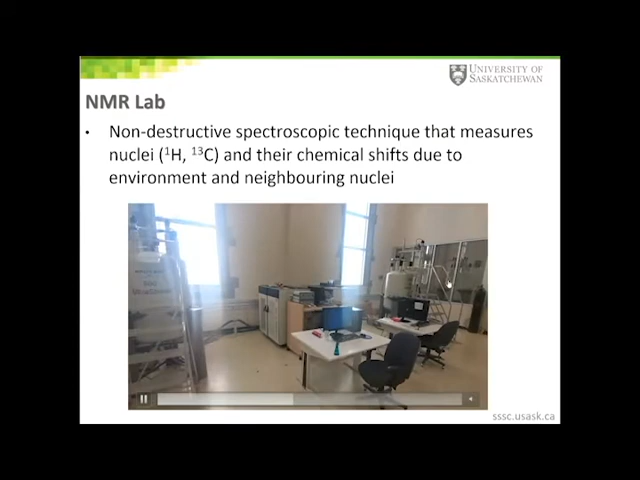 UNIVERSITY OF
SASKATCHEWAN
NMR Lab
• Non-destructive spectroscopic technique that measures
nuclei (¹H, ¹³C) and their chemical shifts due to
environment and neighbouring nuclei
sssc.usask.ca